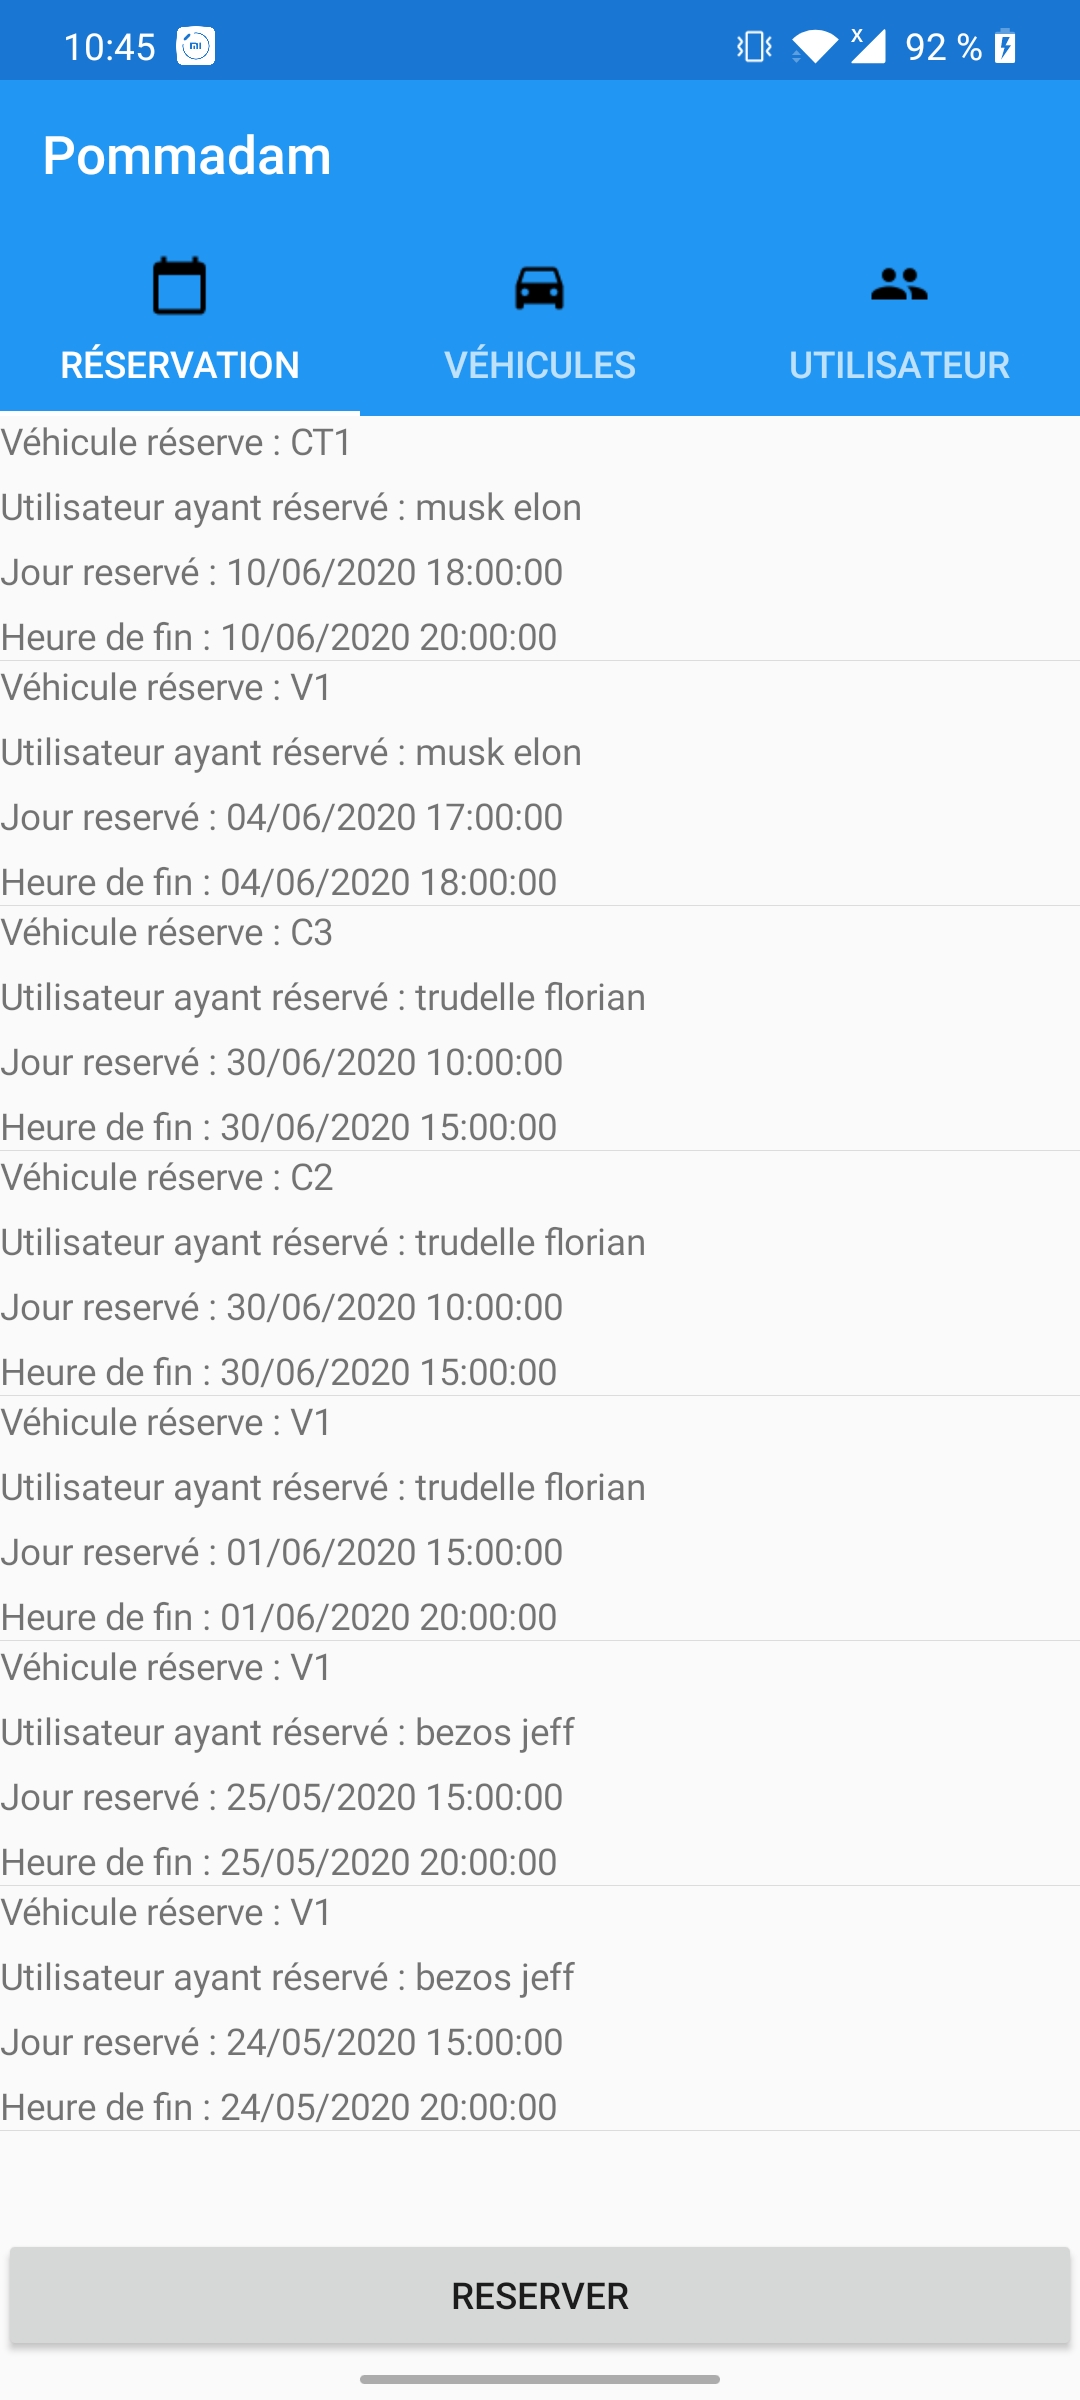 10:45
x 92 %
Pommadam
RÉSERVATION VÉHICULES UTILISATEUR
Véhicule réserve : CT1
Utilisateur ayant réservé : musk elon
Jour reservé : 10/06/2020 18:00:00
Heure de fin : 10/06/2020 20:00:00
Véhicule réserve : V1
Utilisateur ayant réservé : musk elon
Jour reservé : 04/06/2020 17:00:00
Heure de fin : 04/06/2020 18:00:00
Véhicule réserve : C3
Utilisateur ayant réservé : trudelle florian
Jour reservé : 30/06/2020 10:00:00
Heure de fin : 30/06/2020 15:00:00
Véhicule réserve : C2
Utilisateur ayant réservé : trudelle florian
Jour reservé : 30/06/2020 10:00:00
Heure de fin : 30/06/2020 15:00:00
Véhicule réserve : V1
Utilisateur ayant réservé : trudelle florian
Jour reservé : 01/06/2020 15:00:00
Heure de fin : 01/06/2020 20:00:00
Véhicule réserve : V1
Utilisateur ayant réservé : bezos jeff
Jour reservé : 25/05/2020 15:00:00
Heure de fin : 25/05/2020 20:00:00
Véhicule réserve : V1
Utilisateur ayant réservé : bezos jeff
Jour reservé : 24/05/2020 15:00:00
Heure de fin : 24/05/2020 20:00:00
RESERVER